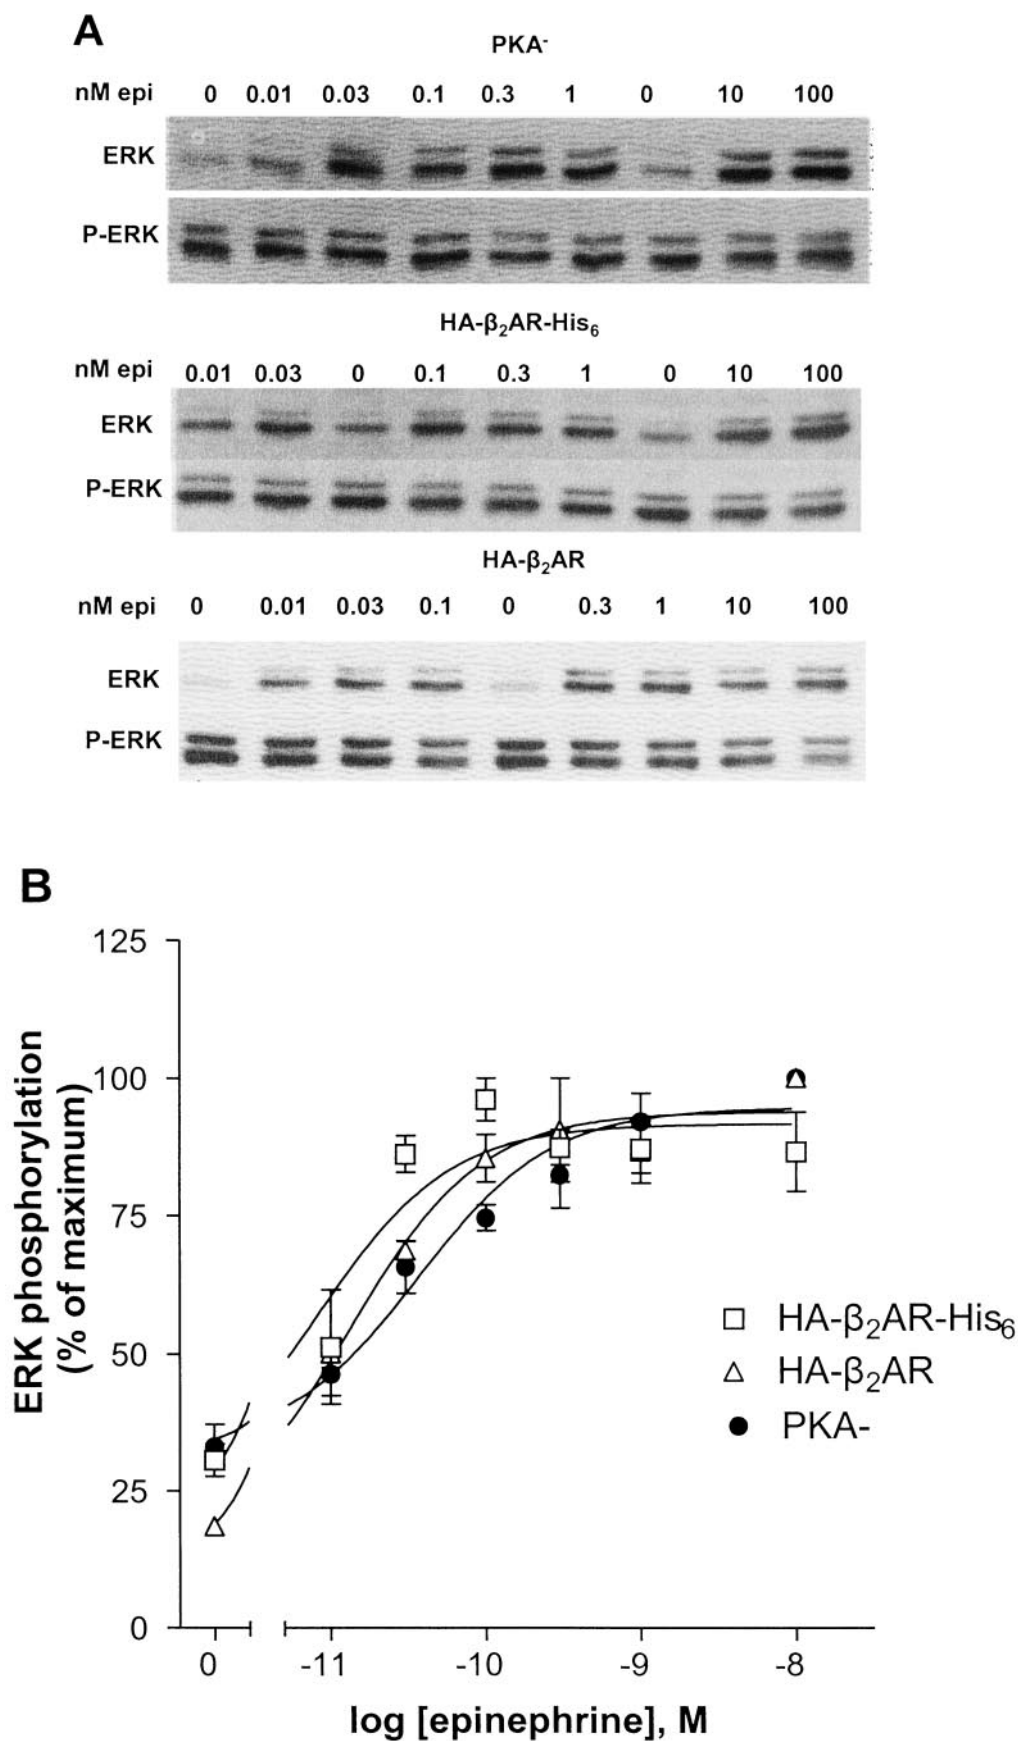 A
PKA⁻
nM epi 0 0.01 0.03 0.1 0.3 1 0 10 100
ERK
P-ERK
HA-β₂AR-His₆
nM epi 0.01 0.03 0 0.1 0.3 1 0 10 100
ERK
P-ERK
HA-β₂AR
nM epi 0 0.01 0.03 0.1 0 0.3 1 10 100
ERK
P-ERK
B
ERK phosphorylation
(% of maximum)
125
100
75
50
25
0
HA-β₂AR-His₆
HA-β₂AR
PKA-
0 -11 -10 -9 -8
log [epinephrine], M